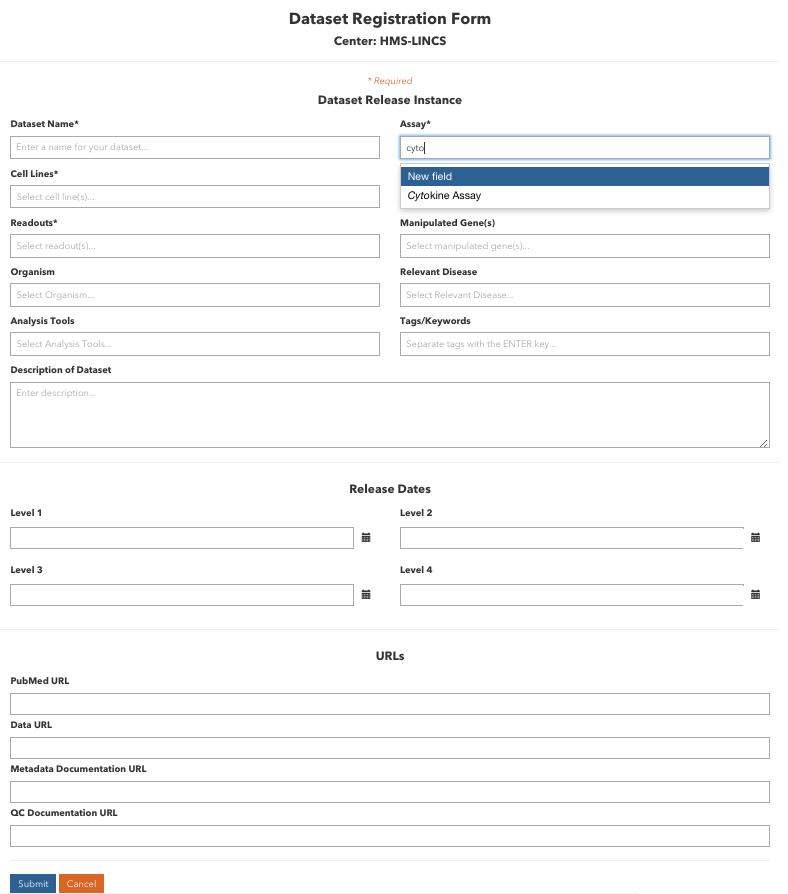 Dataset Registration Form
Center: HMS-LINCS
* Required
Dataset Release Instance
Dataset Name*
Assay*
Enter a name for your dataset...
cyto
Cell Lines*
New field
Select cell line(s)...
Cytokine Assay
Readouts*
Manipulated Gene(s)
Select readout(s)...
Select manipulated gene(s)...
Organism
Relevant Disease
Select Organism...
Select Relevant Disease...
Analysis Tools
Tags/Keywords
Select Analysis Tools...
Separate tags with the ENTER key...
Description of Dataset
Enter description...
Release Dates
Level 1
Level 2
Level 3
Level 4
URLs
PubMed URL
Data URL
Metadata Documentation URL
QC Documentation URL
Submit
Cancel